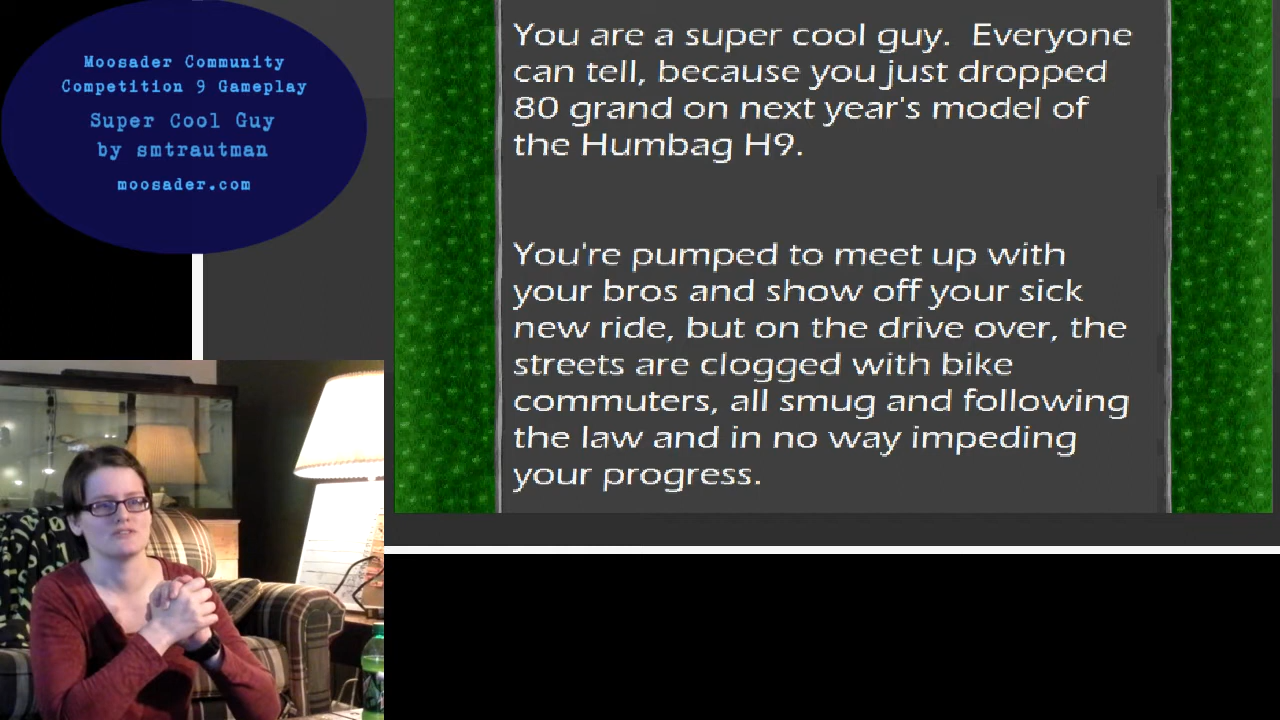 Moosader Community
Competition 9 Gameplay
Super Cool Guy
by smtrautman
moosader.com
You are a super cool guy.  Everyone
can tell, because you just dropped
80 grand on next year's model of
the Humbag H9.
You're pumped to meet up with
your bros and show off your sick
new ride, but on the drive over, the
streets are clogged with bike
commuters, all smug and following
the law and in no way impeding
your progress.